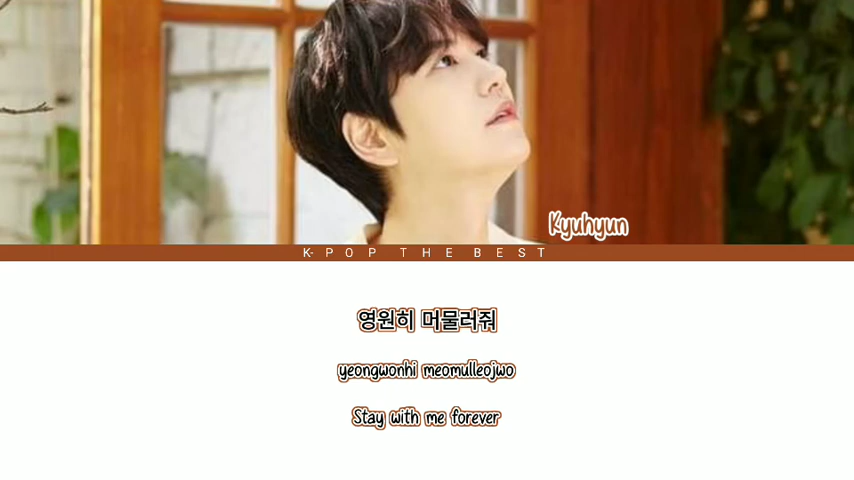 Kyuhyun
K-POP THE BEST
영원히 머물러줘
yeongwonhi meomulleojwo
Stay with me forever